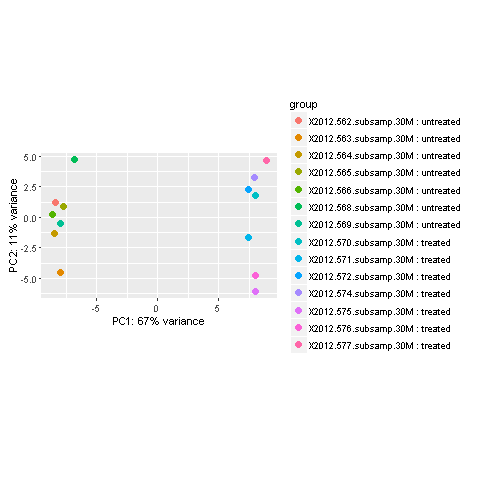 group
X2012.562.subsamp.30M : untreated
X2012.563.subsamp.30M : untreated
X2012.564.subsamp.30M : untreated
X2012.565.subsamp.30M : untreated
X2012.566.subsamp.30M : untreated
X2012.568.subsamp.30M : untreated
X2012.569.subsamp.30M : untreated
X2012.570.subsamp.30M : treated
X2012.571.subsamp.30M : treated
X2012.572.subsamp.30M : treated
X2012.574.subsamp.30M : treated
X2012.575.subsamp.30M : treated
X2012.576.subsamp.30M : treated
X2012.577.subsamp.30M : treated
PC2: 11% variance
5.0
2.5
0.0
-2.5
-5.0
-5 0 5
PC1: 67% variance